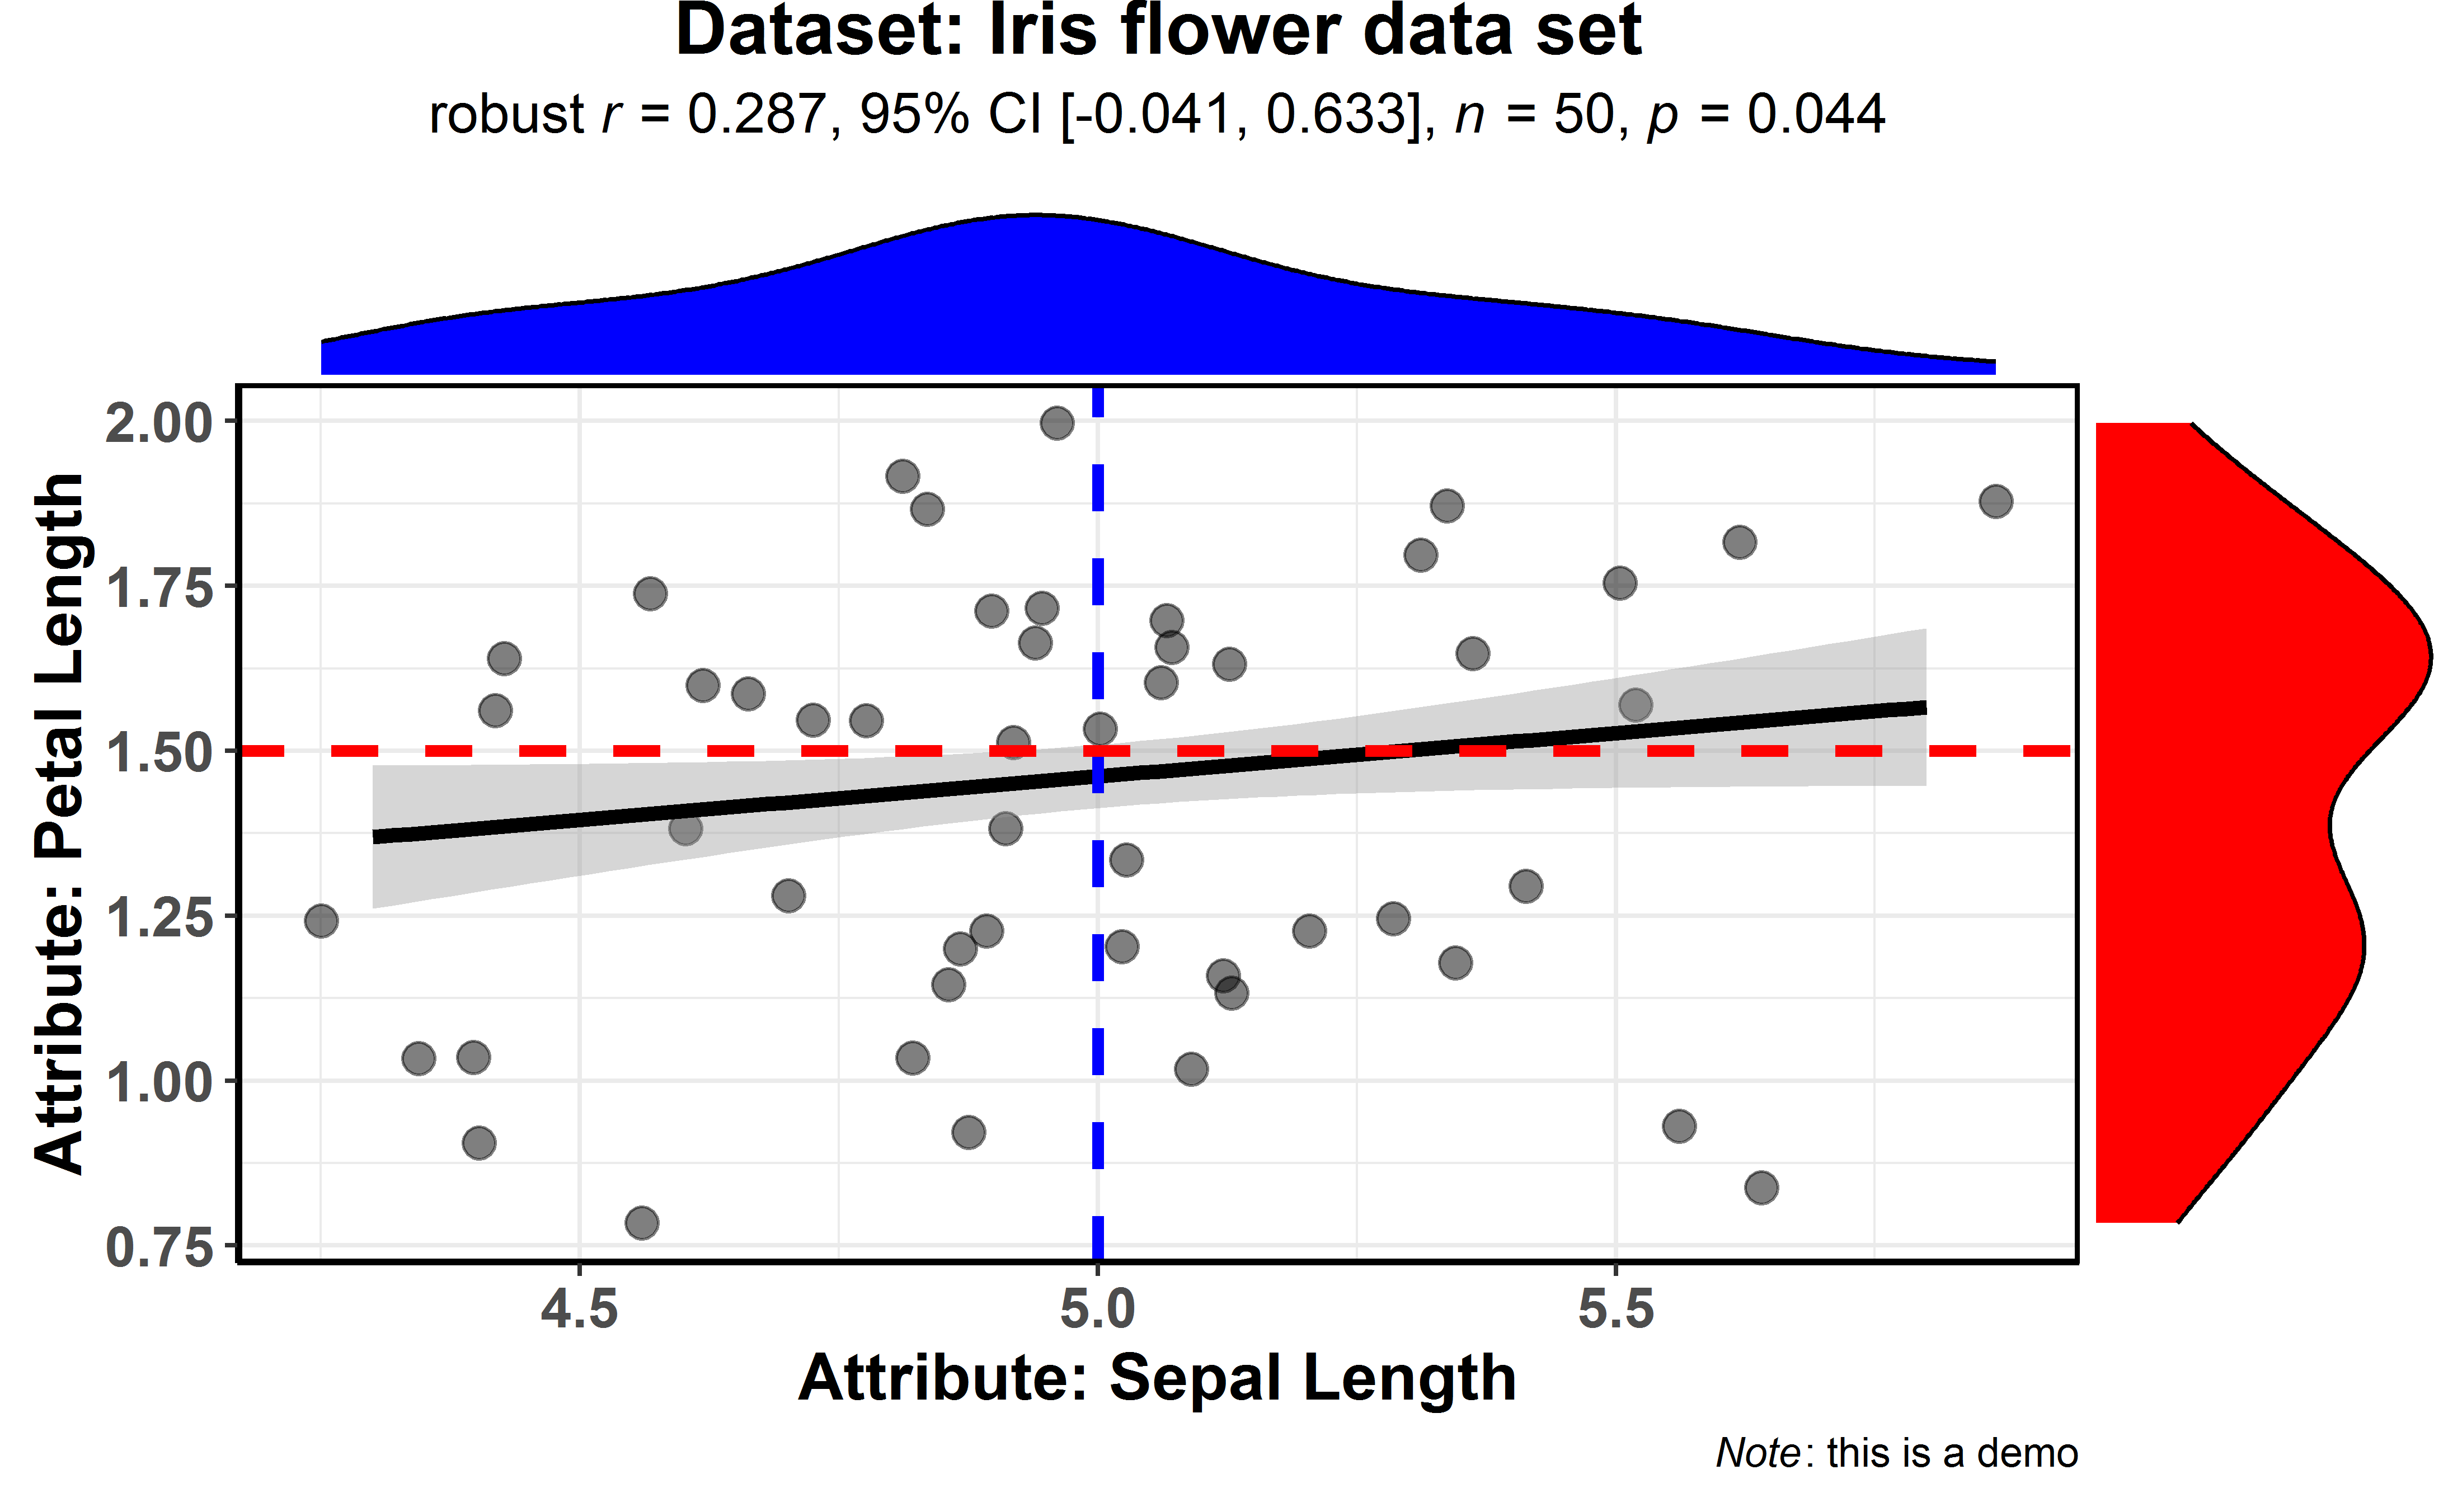 Dataset: Iris flower data set
robust r = 0.287, 95% CI [-0.041, 0.633], n = 50, p = 0.044
Attribute: Petal Length
2.00
1.75
1.50
1.25
1.00
0.75
4.5 5.0 5.5
Attribute: Sepal Length
Note: this is a demo